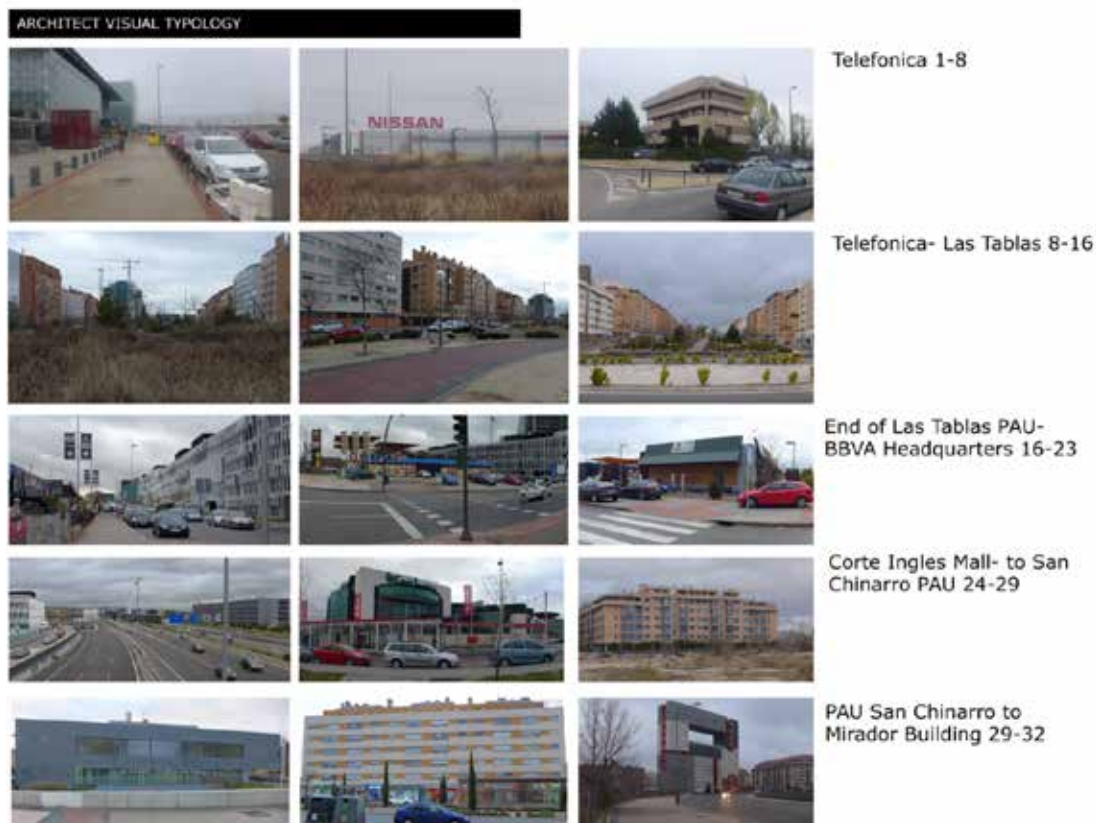 ARCHITECT VISUAL TYPOLOGY
Telefonica 1-8
NISSAN
Telefonica- Las Tablas 8-16
End of Las Tablas PAU-
BBVA Headquarters 16-23
Corte Ingles Mall- to San
Chinarro PAU 24-29
PAU San Chinarro to
Mirador Building 29-32